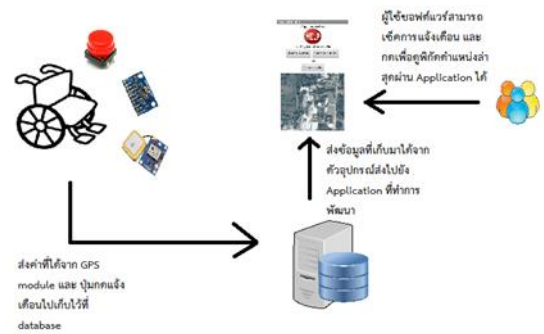 ผู้ใช้ซอฟต์แวร์สามารถ
เช็คการแจ้งเตือน และ
กดเพื่อดูพิกัดตำแหน่งล่า
สุดผ่าน Application ได้
ส่งข้อมูลที่เก็บมาได้จาก
ตัวอุปกรณ์ส่งไปยัง
Application ที่ทำการ
พัฒนา
ส่งค่าที่ได้จาก GPS
module และ ปุ่มกดแจ้ง
เตือนไปเก็บไว้ที่
database